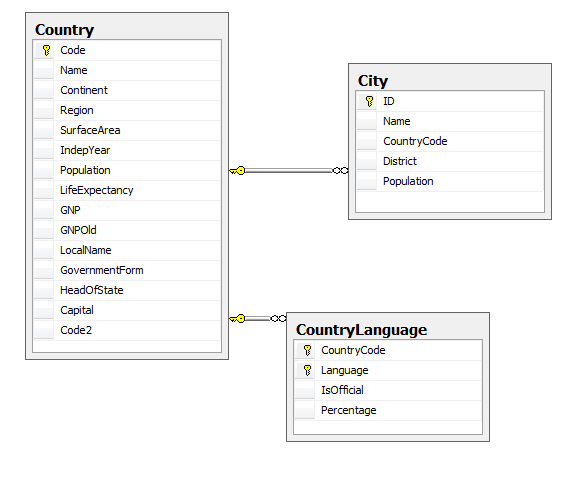 Country
Code
Name
Continent
Region
SurfaceArea
IndepYear
Population
LifeExpectancy
GNP
GNPOld
LocalName
GovernmentForm
HeadOfState
Capital
Code2
City
ID
Name
CountryCode
District
Population
CountryLanguage
CountryCode
Language
IsOfficial
Percentage